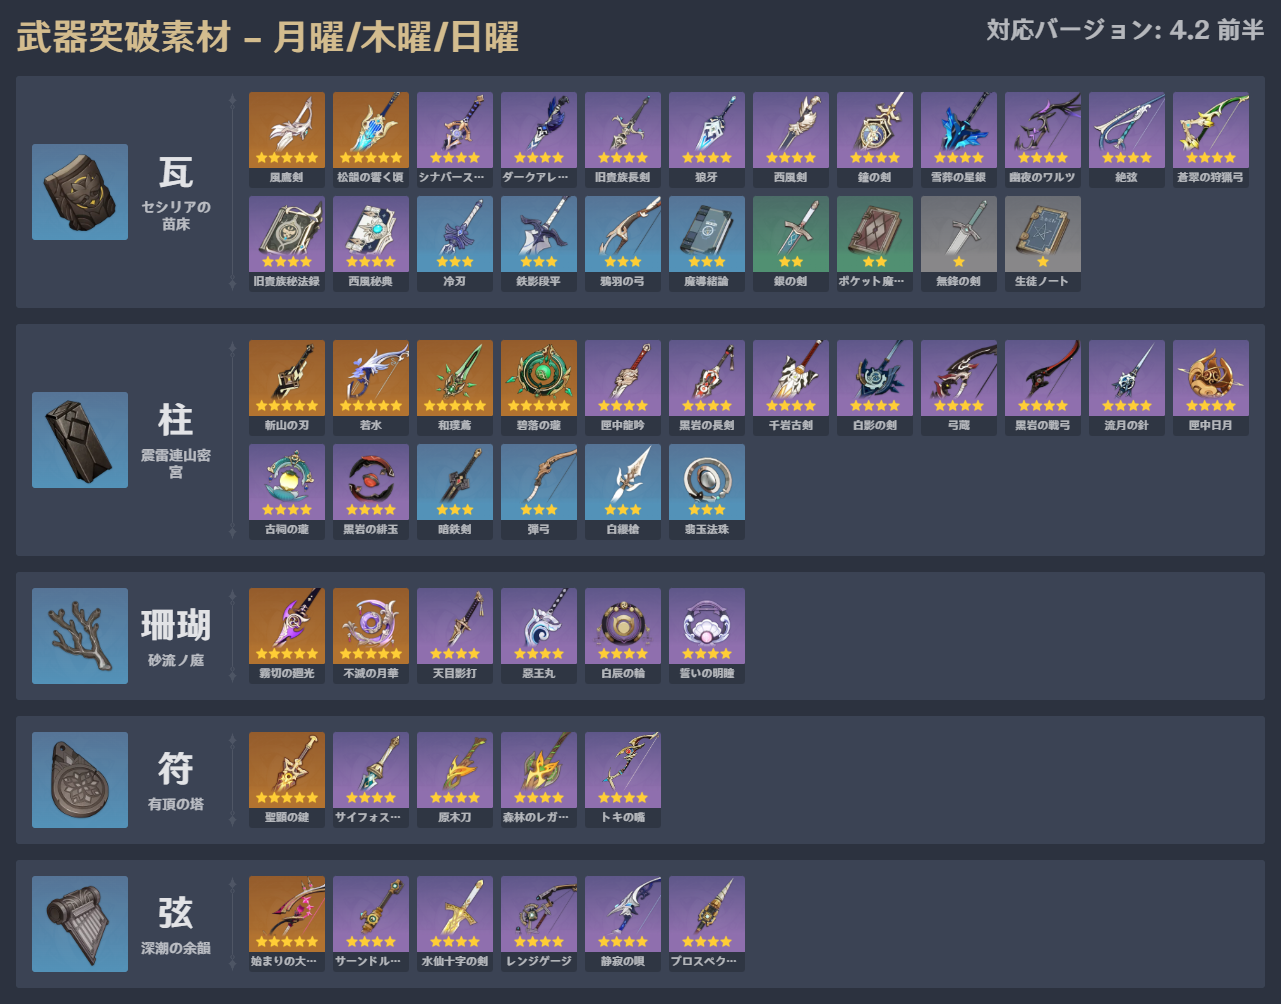 武器突破素材 – 月曜/木曜/日曜
対応バージョン: 4.2 前半
瓦
セシリアの
苗床
風鷹剣
松韻の響く頃
シナバース…
ダークアレ…
旧貴族長剣
狼牙
西風剣
鐘の剣
雪葬の星銀
幽夜のワルツ
絶弦
蒼翠の狩猟弓
旧貴族秘法録
西風秘典
冷刃
鉄影段平
鴉羽の弓
魔導緒論
銀の剣
ポケット魔…
無鋒の剣
生徒ノート
柱
震雷連山密
宮
斬山の刃
若水
和璞鳶
碧落の瓏
匣中龍吟
黒岩の長剣
千岩古剣
白影の剣
弓蔵
黒岩の戦弓
流月の針
匣中日月
古祠の瓏
黒岩の緋玉
暗鉄剣
弾弓
白纓槍
翡玉法珠
珊瑚
砂流ノ庭
霧切の廻光
不滅の月華
天目影打
惡王丸
白辰の輪
誓いの明瞳
符
有頂の塔
聖顕の鍵
サイフォス…
原木刀
森林のレガ…
トキの嘴
弦
深潮の余韻
始まりの大…
サーンドル…
水仙十字の剣
レンジゲージ
静寂の唄
プロスペク…